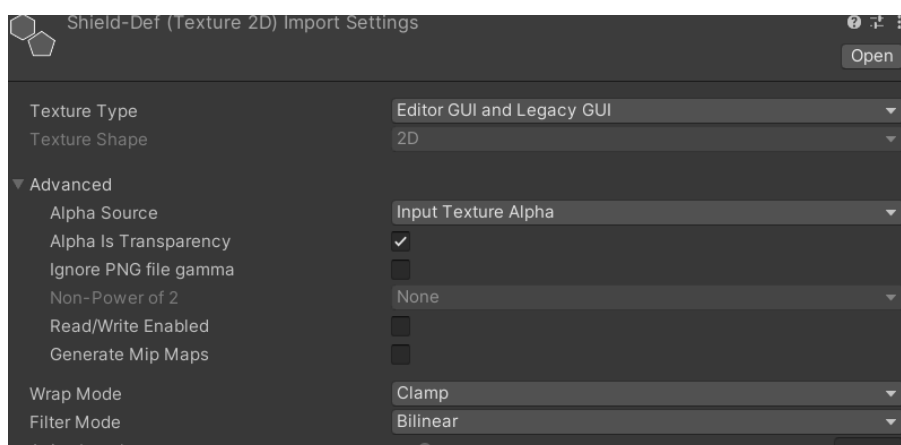 Shield-Def (Texture 2D) Import Settings
Open
Texture Type Editor GUI and Legacy GUI
Texture Shape 2D
Advanced
Alpha Source Input Texture Alpha
Alpha Is Transparency
Ignore PNG file gamma
Non-Power of 2 None
Read/Write Enabled
Generate Mip Maps
Wrap Mode Clamp
Filter Mode Bilinear